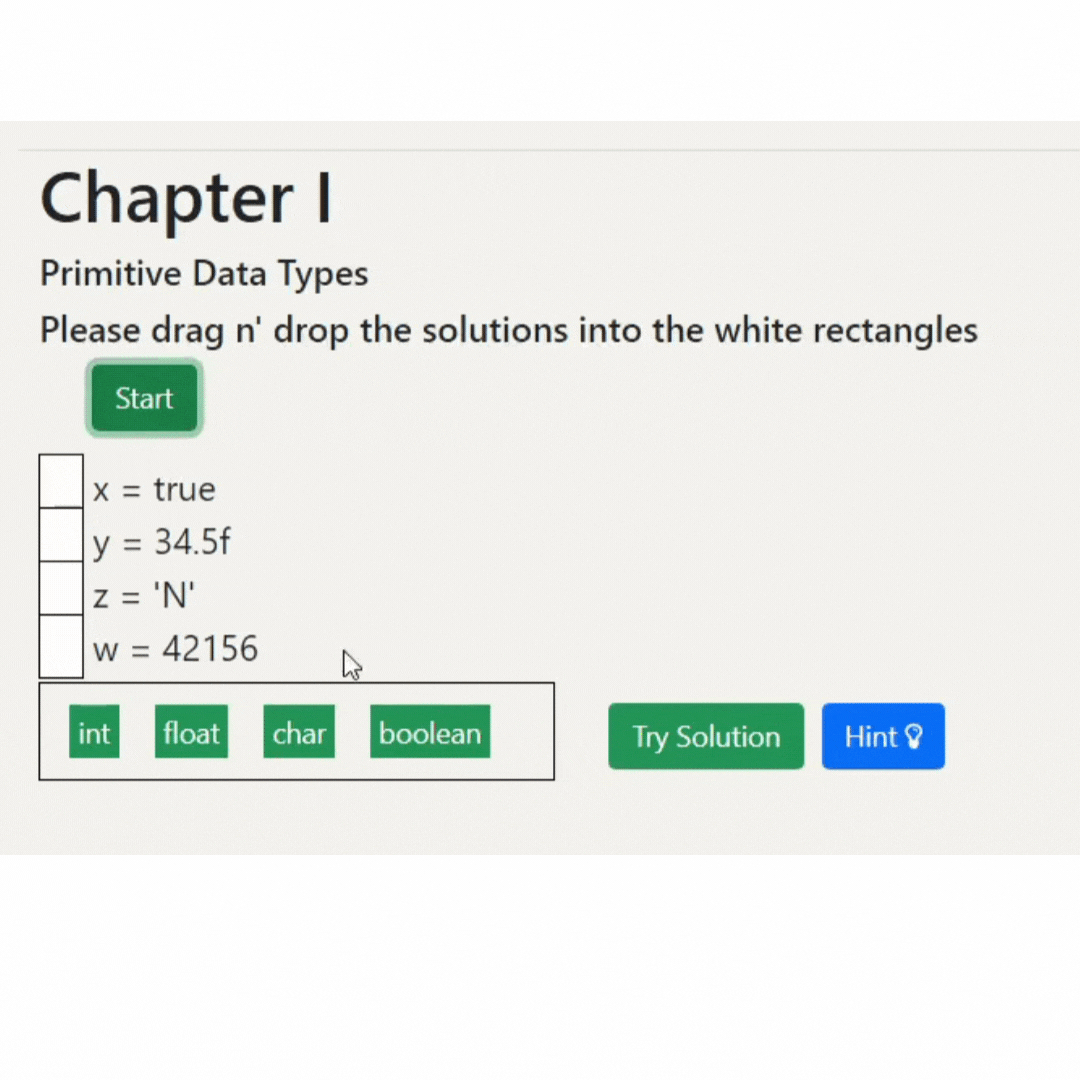 Chapter I
Primitive Data Types
Please drag n' drop the solutions into the white rectangles
Start
x = true
y = 34.5f
z = 'N'
w = 42156
int float char boolean
Try Solution Hint